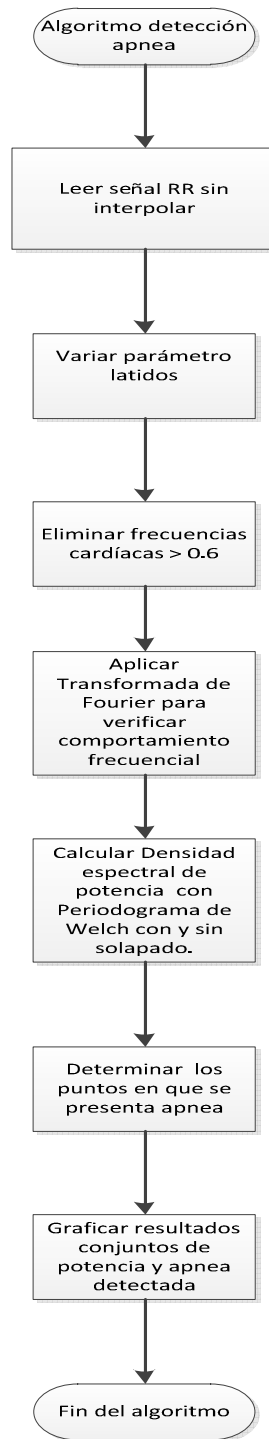 Algoritmo detección
apnea
Leer señal RR sin
interpolar
Variar parámetro
latidos
Eliminar frecuencias
cardíacas > 0.6
Aplicar
Transformada de
Fourier para
verificar
comportamiento
frecuencial
Calcular Densidad
espectral de
potencia con
Periodograma de
Welch con y sin
solapado.
Determinar los
puntos en que se
presenta apnea
Graficar resultados
conjuntos de
potencia y apnea
detectada
Fin del algoritmo